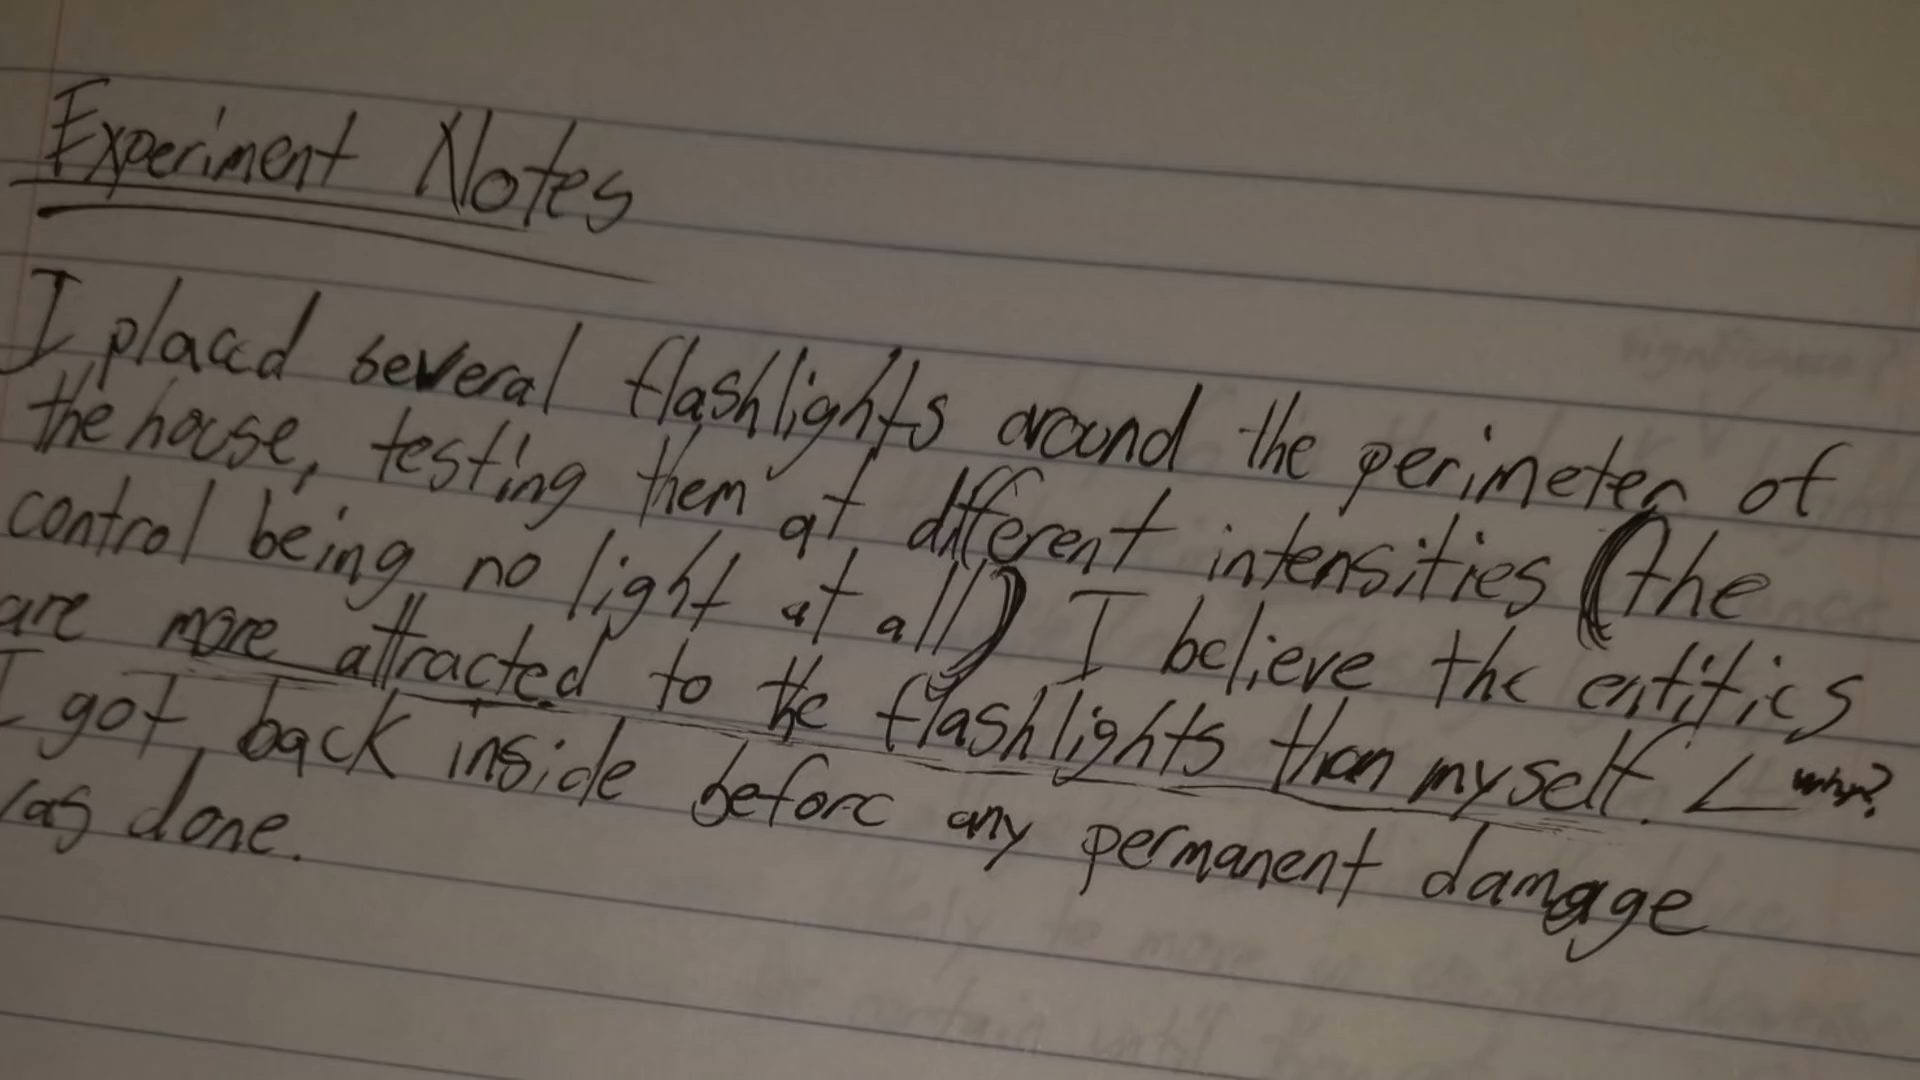 Experiment Notes
I placed several flashlights around the perimeter of
the house, testing them at different intensities (the
control being no light at all) I believe the entities
are more attracted to the flashlights than myself. < why?
I got back inside before any permanent damage
was done.